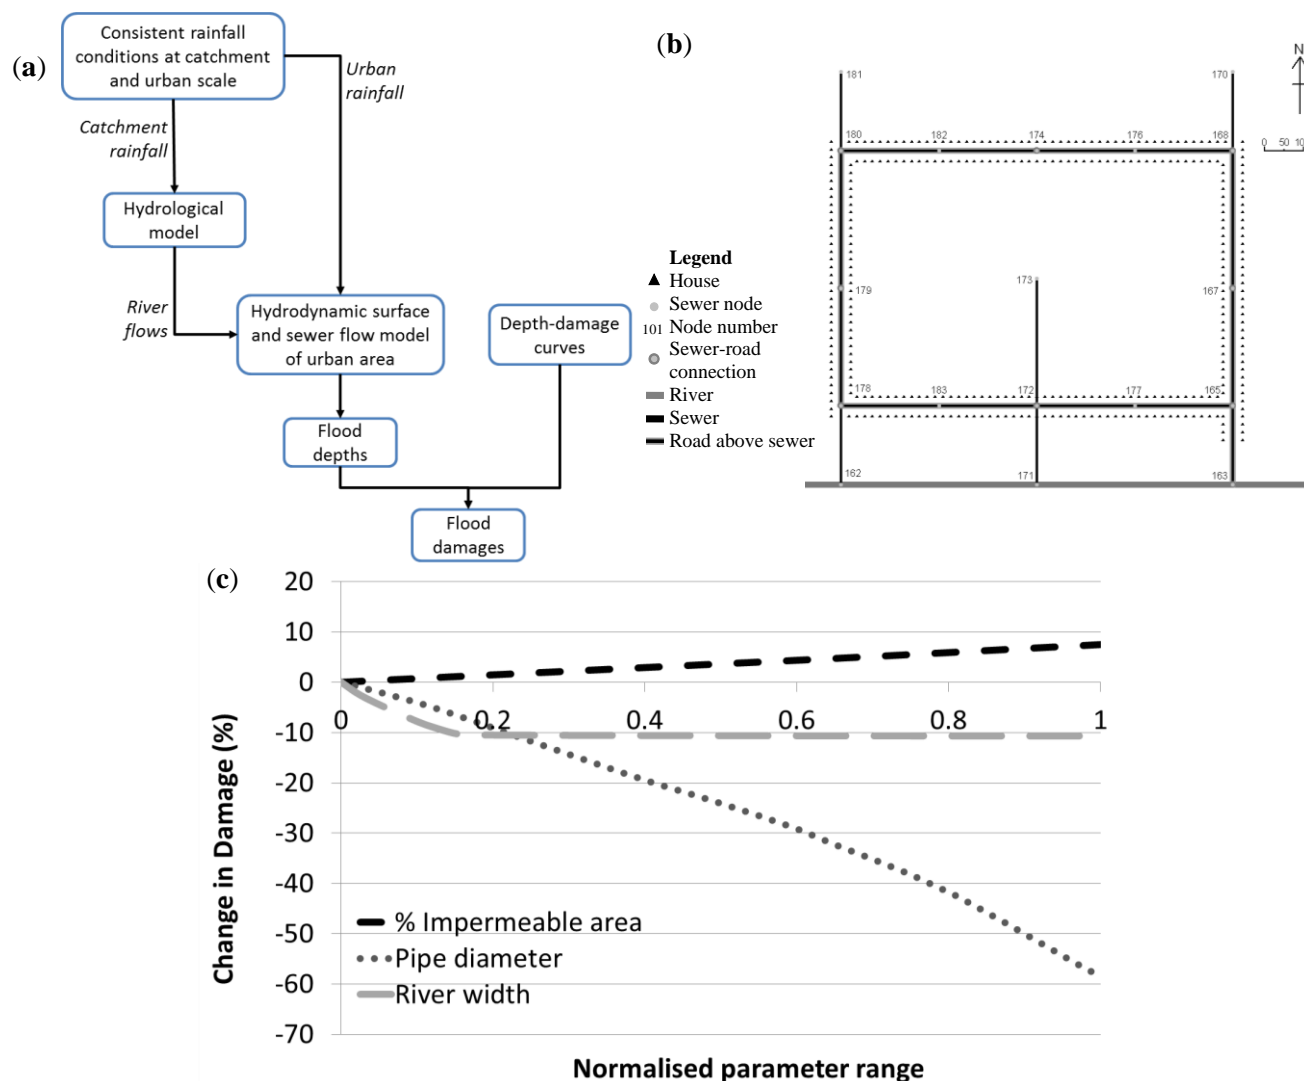 (a)
Consistent rainfall
conditions at catchment
and urban scale
Urban
rainfall
Catchment
rainfall
Hydrological
model
River
flows
Hydrodynamic surface
and sewer flow model
of urban area
Depth-damage
curves
Flood
depths
Flood
damages
(b)
N
181
170
180
182
174
176
168
0 50 10
173
179
167
178
183
172
177
165
162
171
163
Legend
House
Sewer node
101 Node number
Sewer-road
connection
River
Sewer
Road above sewer
(c)
20
10
0
-10
-20
-30
-40
-50
-60
-70
0
0.2
0.4
0.6
0.8
1
Change in Damage (%)
% Impermeable area
Pipe diameter
River width
Normalised parameter range